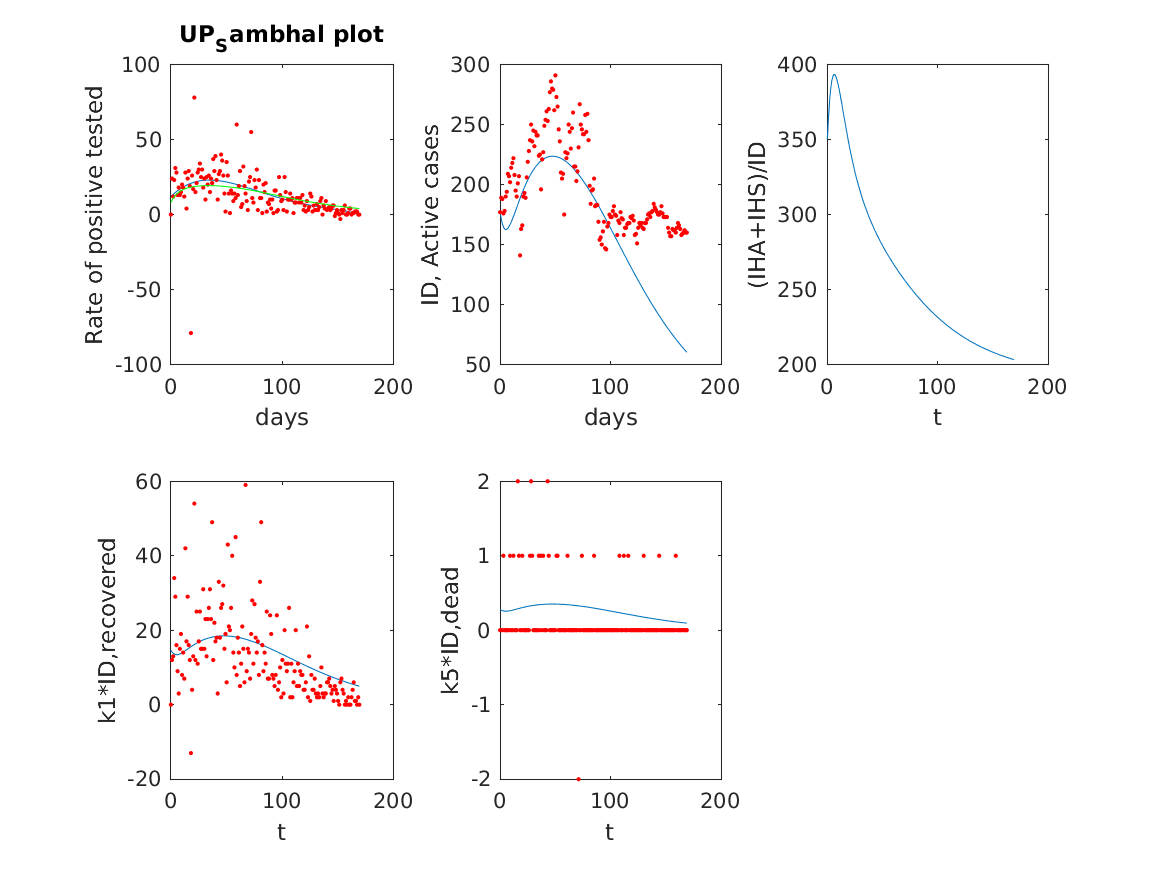 UPSambhal plot
100
50
0
-50
-100
Rate of positive tested
0 100 200
days
300
250
200
150
100
50
ID, Active cases
0 100 200
days
400
350
300
250
200
(IHA+IHS)/ID
0 100 200
t
60
40
20
0
-20
k1*ID,recovered
0 100 200
t
2
1
0
-1
-2
k5*ID,dead
0 100 200
t